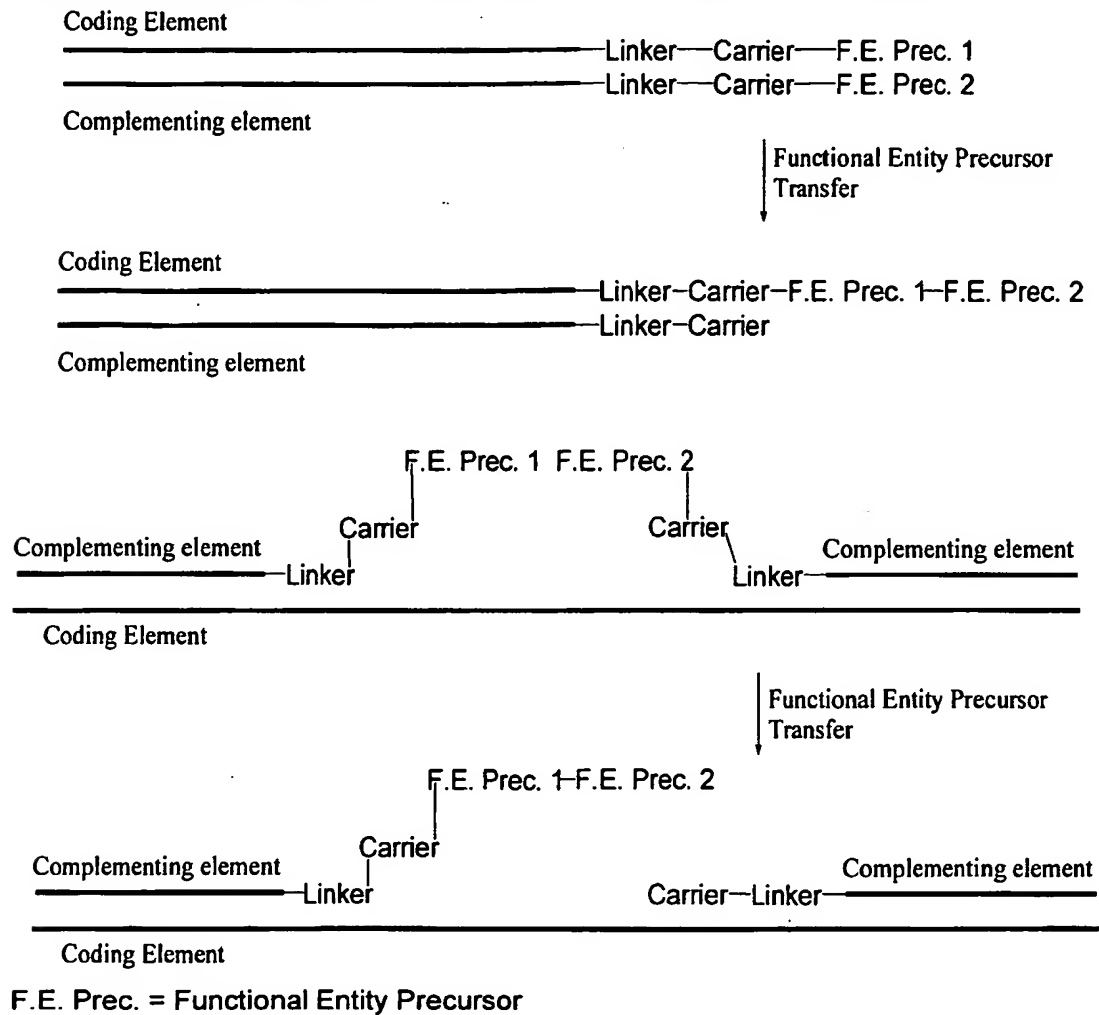 Coding Element
Linker—Carrier—F.E. Prec. 1
Linker—Carrier—F.E. Prec. 2
Complementing element
Functional Entity Precursor
Transfer
Coding Element
Linker–Carrier–F.E. Prec. 1–F.E. Prec. 2
Linker–Carrier
Complementing element
F.E. Prec. 1 F.E. Prec. 2
Carrier Carrier
Complementing element Complementing element
Linker Linker
Coding Element
Functional Entity Precursor
Transfer
F.E. Prec. 1–F.E. Prec. 2
Carrier
Complementing element Complementing element
Linker Carrier–Linker
Coding Element
F.E. Prec. = Functional Entity Precursor